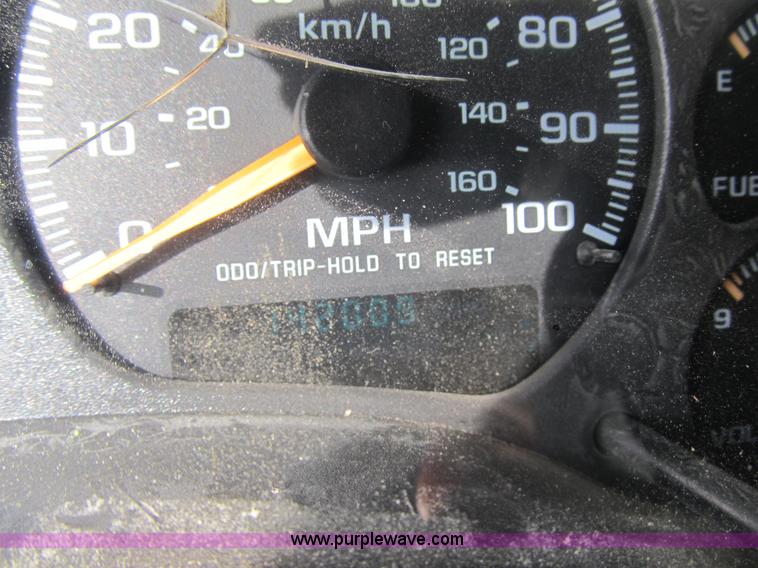 km/h
20
40
80
120
10
20
140
90
E
160
0
MPH
100
FUE
ODO/TRIP-HOLD TO RESET
9
VOL
www.purplewave.com